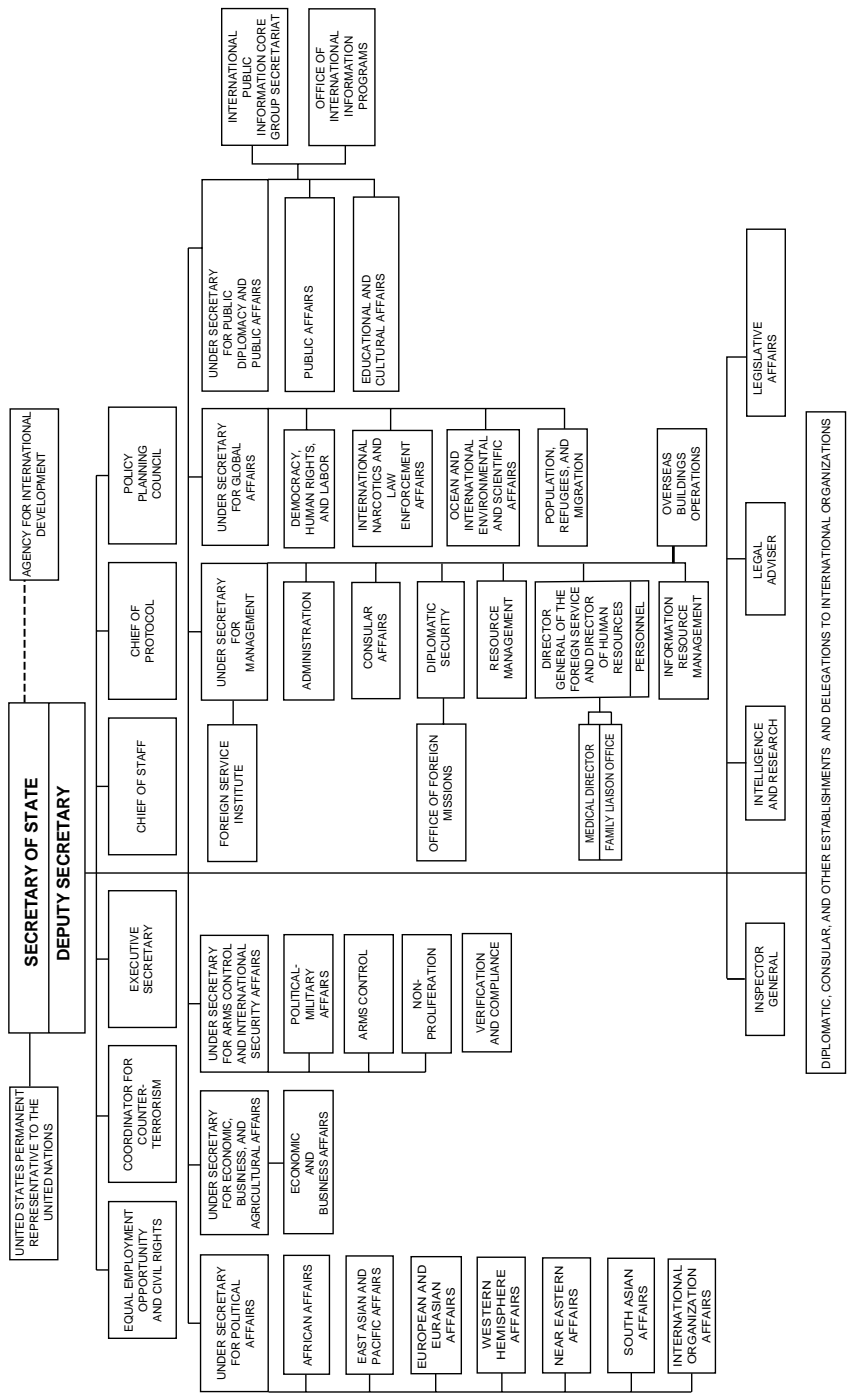 SECRETARY OF STATE
DEPUTY SECRETARY
UNITED STATES PERMANENT
REPRESENTATIVE TO THE
UNITED NATIONS
AGENCY FOR INTERNATIONAL
DEVELOPMENT
EQUAL EMPLOYMENT
OPPORTUNITY
AND CIVIL RIGHTS
COORDINATOR FOR
COUNTER-
TERRORISM
EXECUTIVE
SECRETARY
CHIEF OF STAFF
CHIEF OF
PROTOCOL
POLICY
PLANNING
COUNCIL
UNDER SECRETARY
FOR POLITICAL
AFFAIRS
AFRICAN AFFAIRS
EAST ASIAN AND
PACIFIC AFFAIRS
EUROPEAN AND
EURASIAN
AFFAIRS
WESTERN
HEMISPHERE
AFFAIRS
NEAR EASTERN
AFFAIRS
SOUTH ASIAN
AFFAIRS
INTERNATIONAL
ORGANIZATION
AFFAIRS
UNDER SECRETARY
FOR ECONOMIC,
BUSINESS, AND
AGRICULTURAL AFFAIRS
ECONOMIC
AND
BUSINESS AFFAIRS
UNDER SECRETARY
FOR ARMS CONTROL
AND INTERNATIONAL
SECURITY AFFAIRS
POLITICAL-
MILITARY
AFFAIRS
ARMS CONTROL
NON-
PROLIFERATION
VERIFICATION
AND COMPLIANCE
FOREIGN SERVICE
INSTITUTE
UNDER SECRETARY
FOR
MANAGEMENT
ADMINISTRATION
CONSULAR
AFFAIRS
DIPLOMATIC
SECURITY
OFFICE OF FOREIGN
MISSIONS
RESOURCE
MANAGEMENT
DIRECTOR
GENERAL OF THE
FOREIGN SERVICE
AND DIRECTOR
OF HUMAN
RESOURCES
PERSONNEL
MEDICAL DIRECTOR
FAMILY LIAISON OFFICE
INFORMATION
RESOURCE
MANAGEMENT
OVERSEAS
BUILDINGS
OPERATIONS
UNDER SECRETARY
FOR GLOBAL
AFFAIRS
DEMOCRACY,
HUMAN RIGHTS,
AND LABOR
INTERNATIONAL
NARCOTICS AND
LAW
ENFORCEMENT
AFFAIRS
OCEAN AND
INTERNATIONAL
ENVIRONMENTAL
AND SCIENTIFIC
AFFAIRS
POPULATION,
REFUGEES, AND
MIGRATION
UNDER SECRETARY
FOR PUBLIC
DIPLOMACY AND
PUBLIC AFFAIRS
PUBLIC AFFAIRS
EDUCATIONAL AND
CULTURAL AFFAIRS
INTERNATIONAL
PUBLIC
INFORMATION CORE
GROUP SECRETARIAT
OFFICE OF
INTERNATIONAL
INFORMATION
PROGRAMS
INSPECTOR
GENERAL
INTELLIGENCE
AND RESEARCH
LEGAL
ADVISER
LEGISLATIVE
AFFAIRS
DIPLOMATIC, CONSULAR, AND OTHER ESTABLISHMENTS AND DELEGATIONS TO INTERNATIONAL ORGANIZATIONS